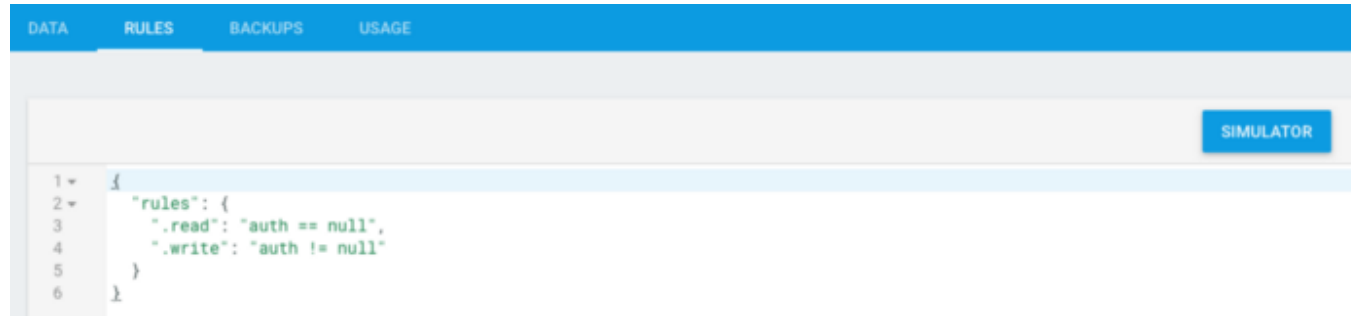 DATA RULES BACKUPS USAGE
SIMULATOR
1 {
2 "rules": {
3 ".read": "auth == null",
4 ".write": "auth != null"
5 }
6 }